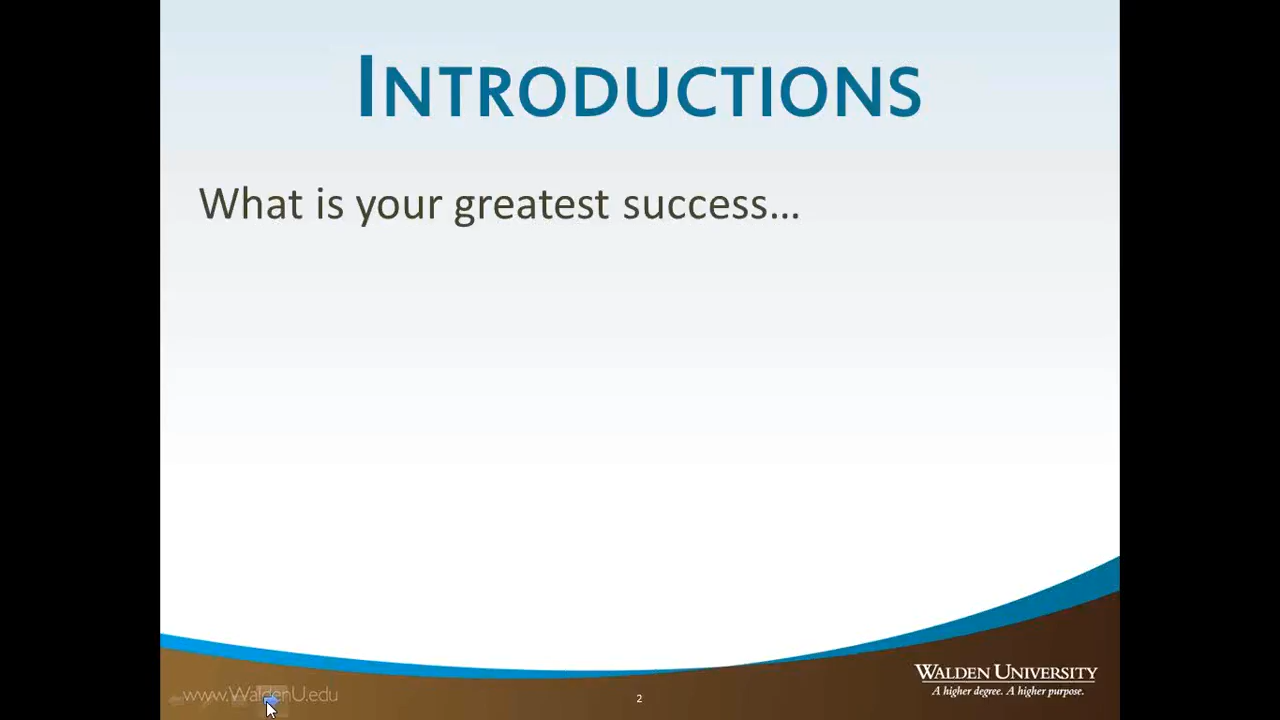 INTRODUCTIONS
What is your greatest success...
www.WaldenU.edu
2
WALDEN UNIVERSITY
A higher degree. A higher purpose.